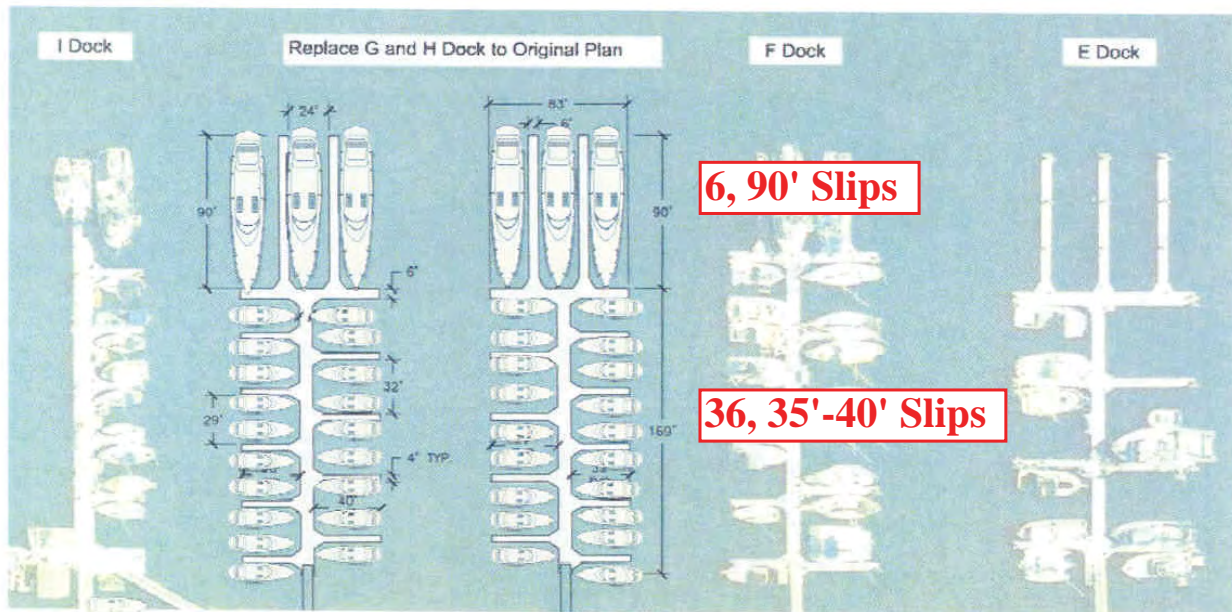 I Dock
Replace G and H Dock to Original Plan
F Dock
E Dock
83'
24'
6'
90'
90'
6, 90' Slips
6'
32'
36, 35'-40' Slips
29'
169'
4' TYP.
40'